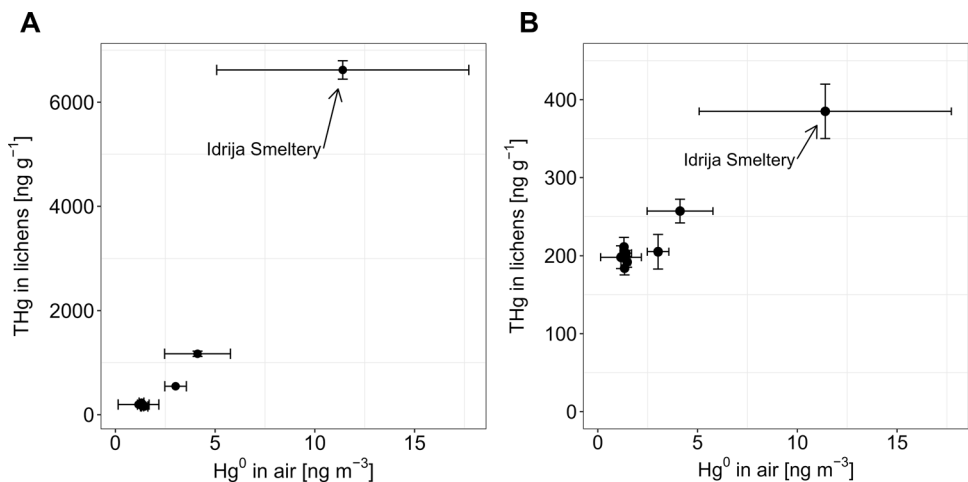 A
THg in lichens [ng g⁻¹]
6000
4000
2000
0
Idrija Smeltery
0 5 10 15
Hg⁰ in air [ng m⁻³]
B
THg in lichens [ng g⁻¹]
400
300
200
100
0
Idrija Smeltery
0 5 10 15
Hg⁰ in air [ng m⁻³]